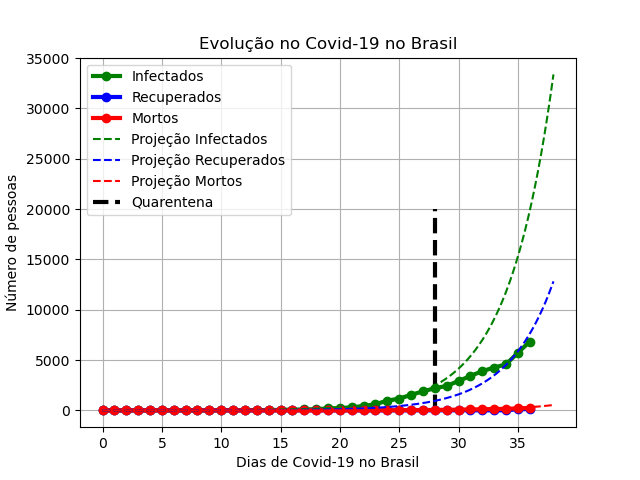 Evolução no Covid-19 no Brasil
Infectados
Recuperados
Mortos
Projeção Infectados
Projeção Recuperados
Projeção Mortos
Quarentena
Número de pessoas
35000
30000
25000
20000
15000
10000
5000
0
0 5 10 15 20 25 30 35
Dias de Covid-19 no Brasil